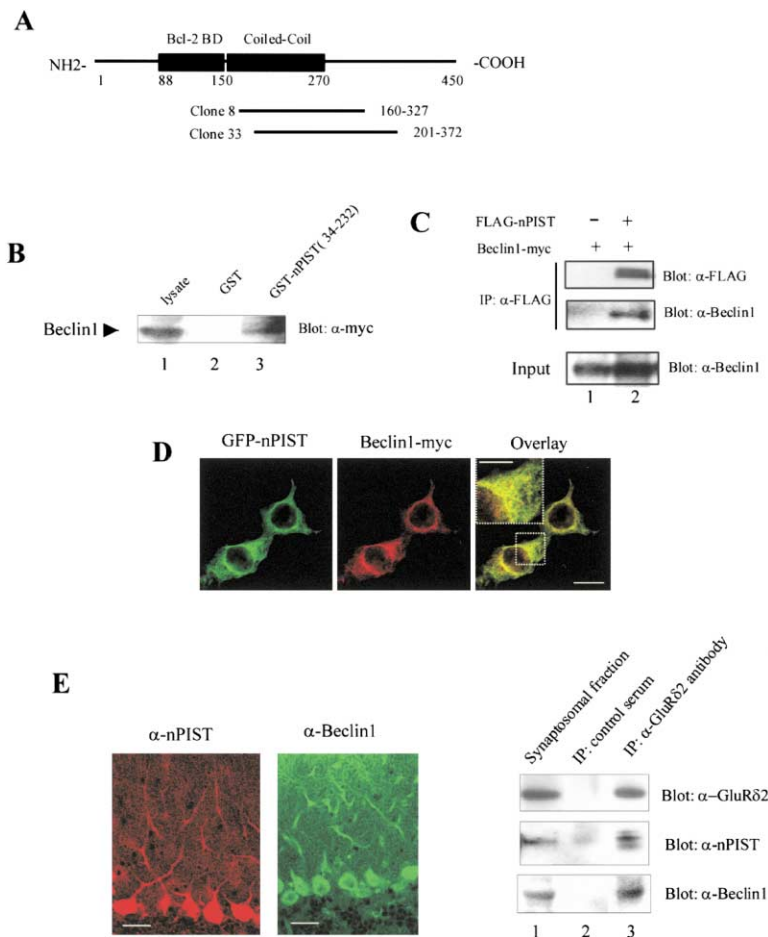 A
Bcl-2 BD Coiled-Coil
NH2- -COOH
1 88 150 270 450
Clone 8 160-327
Clone 33 201-372
B
lysate GST GST-nPIST( 34-232)
Beclin1 Blot: α-myc
1 2 3
C
FLAG-nPIST - +
Beclin1-myc + +
IP: α-FLAG
Blot: α-FLAG
Blot: α-Beclin1
Input Blot: α-Beclin1
1 2
D
GFP-nPIST Beclin1-myc Overlay
E
α-nPIST α-Beclin1
Synaptosomal fraction
IP: control serum
IP: α-GluRδ2 antibody
Blot: α-GluRδ2
Blot: α-nPIST
Blot: α-Beclin1
1 2 3